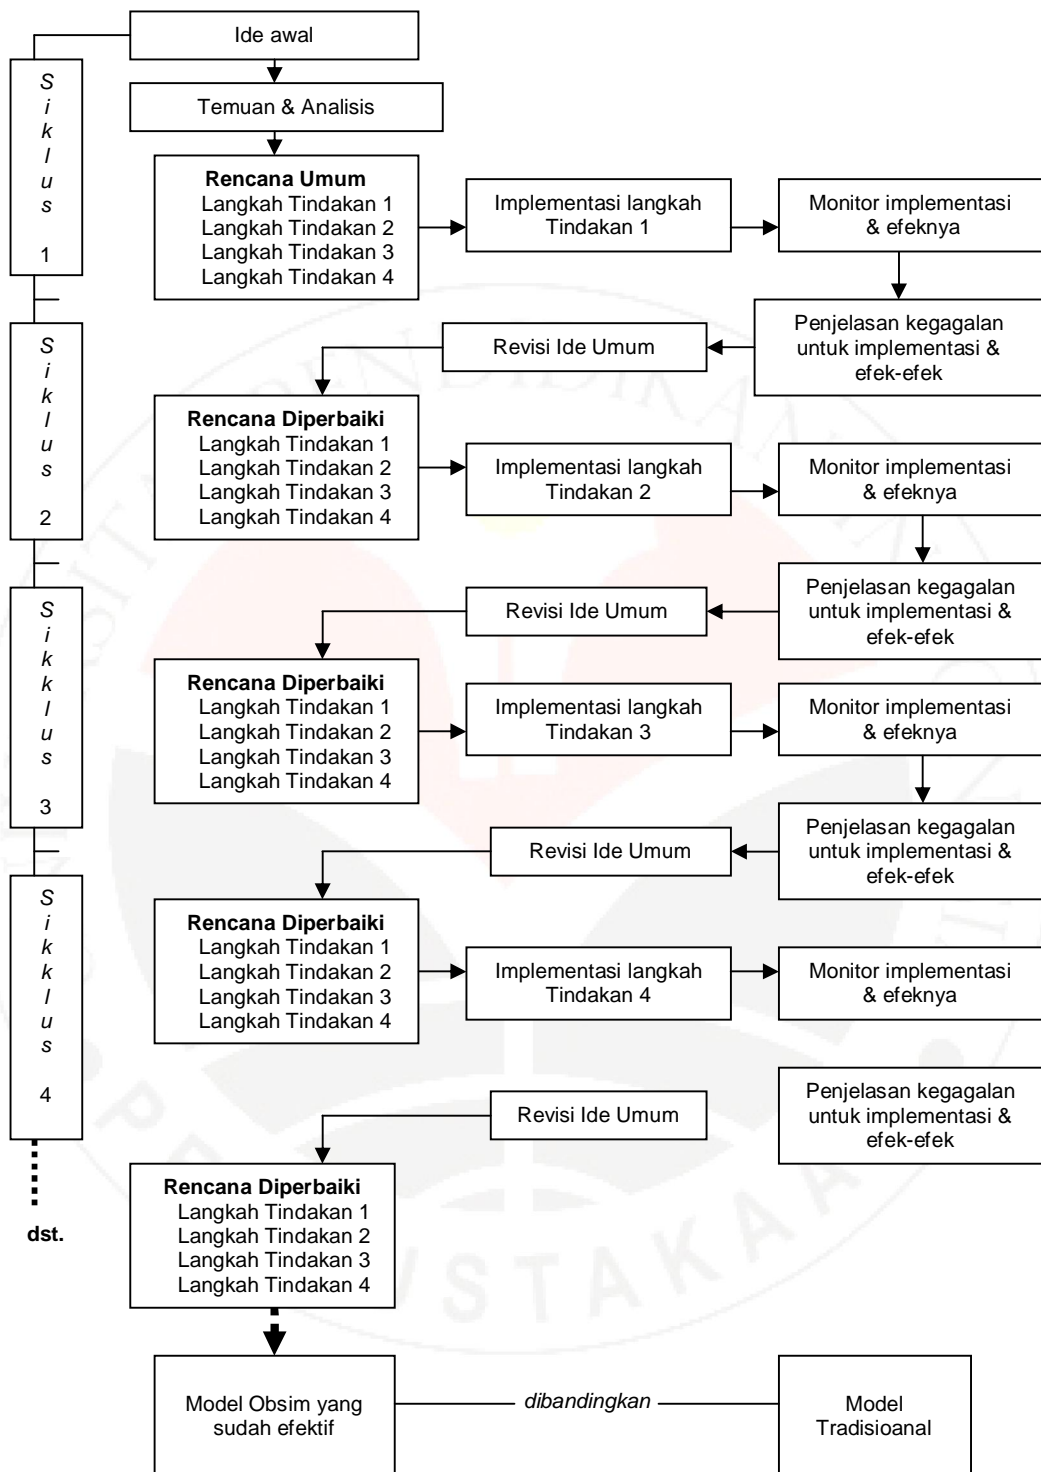 Ide awal
Temuan & Analisis
Siklus
1
Rencana Umum
Langkah Tindakan 1
Langkah Tindakan 2
Langkah Tindakan 3
Langkah Tindakan 4
Implementasi langkah
Tindakan 1
Monitor implementasi
& efeknya
Penjelasan kegagalan
untuk implementasi &
efek-efek
Revisi Ide Umum
Siklus
2
Rencana Diperbaiki
Langkah Tindakan 1
Langkah Tindakan 2
Langkah Tindakan 3
Langkah Tindakan 4
Implementasi langkah
Tindakan 2
Monitor implementasi
& efeknya
Penjelasan kegagalan
untuk implementasi &
efek-efek
Revisi Ide Umum
Sikklus
3
Rencana Diperbaiki
Langkah Tindakan 1
Langkah Tindakan 2
Langkah Tindakan 3
Langkah Tindakan 4
Implementasi langkah
Tindakan 3
Monitor implementasi
& efeknya
Penjelasan kegagalan
untuk implementasi &
efek-efek
Revisi Ide Umum
Sikklus
4
Rencana Diperbaiki
Langkah Tindakan 1
Langkah Tindakan 2
Langkah Tindakan 3
Langkah Tindakan 4
Implementasi langkah
Tindakan 4
Monitor implementasi
& efeknya
Penjelasan kegagalan
untuk implementasi &
efek-efek
Revisi Ide Umum
dst.
Rencana Diperbaiki
Langkah Tindakan 1
Langkah Tindakan 2
Langkah Tindakan 3
Langkah Tindakan 4
Model Obsim yang
sudah efektif
dibandingkan
Model
Tradisioanal